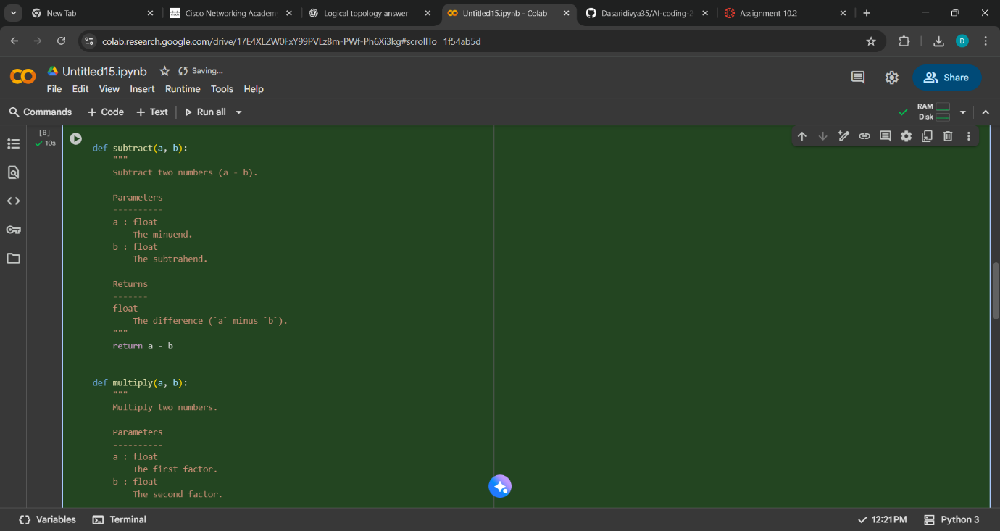 New Tab
Cisco Networking Academ
Logical topology answer
Untitled15.ipynb - Colab
Dasaridivya35/AI-coding-2
Assignment 10.2
colab.research.google.com/drive/17E4XLZW0FxY99PVLz8m-PWf-Ph6Xi3kg#scrollTo=1f54ab5d
D
Untitled15.ipynb
Saving...
Share
File Edit View Insert Runtime Tools Help
Commands + Code + Text Run all
RAM
Disk
[8]
10s
def subtract(a, b):
"""
Subtract two numbers (a - b).
Parameters
----------
a : float
The minuend.
b : float
The subtrahend.
Returns
-------
float
The difference (`a` minus `b`).
"""
return a - b
def multiply(a, b):
"""
Multiply two numbers.
Parameters
----------
a : float
The first factor.
b : float
The second factor.
{} Variables Terminal
12:21 PM Python 3